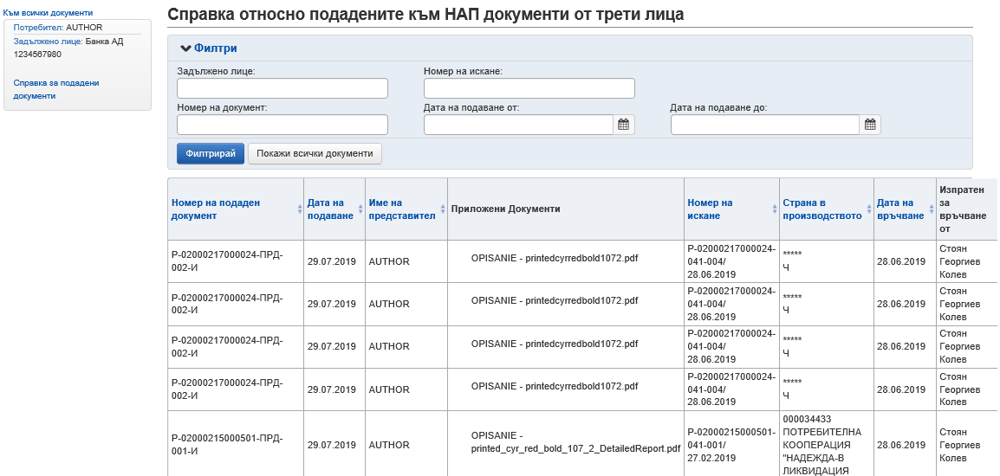 Към всички документи
Потребител: AUTHOR
Задължено лице: Банка АД
1234567980
Справка за подадени
документи
Справка относно подадените към НАП документи от трети лица
Филтри
Задължено лице:
Номер на искане:
Номер на документ:
Дата на подаване от:
Дата на подаване до:
Филтрирай
Покажи всички документи
Номер на подаден
документ
Дата на
подаване
Име на
представител
Приложени Документи
Номер на
искане
Страна в
производството
Дата на
връчване
Изпратен
за
връчване
от
P-02000217000024-ПРД-
002-И
29.07.2019
AUTHOR
OPISANIE - printedcyrredbold1072.pdf
P-02000217000024-
041-004/
28.06.2019
*****
Ч
28.06.2019
Стоян
Георгиев
Колев
P-02000217000024-ПРД-
002-И
29.07.2019
AUTHOR
OPISANIE - printedcyrredbold1072.pdf
P-02000217000024-
041-004/
28.06.2019
*****
Ч
28.06.2019
Стоян
Георгиев
Колев
P-02000217000024-ПРД-
002-И
29.07.2019
AUTHOR
OPISANIE - printedcyrredbold1072.pdf
P-02000217000024-
041-004/
28.06.2019
*****
Ч
28.06.2019
Стоян
Георгиев
Колев
P-02000217000024-ПРД-
002-И
29.07.2019
AUTHOR
OPISANIE - printedcyrredbold1072.pdf
P-02000217000024-
041-004/
28.06.2019
*****
Ч
28.06.2019
Стоян
Георгиев
Колев
P-02000215000501-ПРД-
001-И
29.07.2019
AUTHOR
OPISANIE -
printed_cyr_red_bold_107_2_DetailedReport.pdf
P-02000215000501-
041-001/
27.02.2019
000034433
ПОТРЕБИТЕЛНА
КООПЕРАЦИЯ
"НАДЕЖДА-В
ЛИКВИДАЦИЯ
28.06.2019
Стоян
Георгиев
Колев